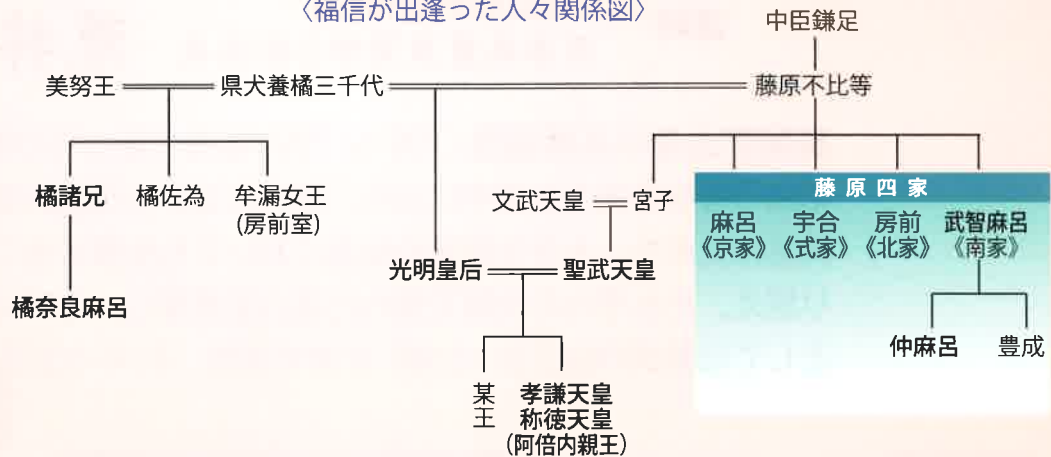 〈福信が出逢った人々関係図〉
中臣鎌足
美努王
県犬養橘三千代
藤原不比等
橘諸兄
橘佐為
牟漏女王
(房前室)
文武天皇
宮子
藤原四家
麻呂
《京家》
宇合
《式家》
房前
《北家》
武智麻呂
《南家》
光明皇后
聖武天皇
橘奈良麻呂
仲麻呂
豊成
某王
孝謙天皇
称徳天皇
(阿倍内親王)